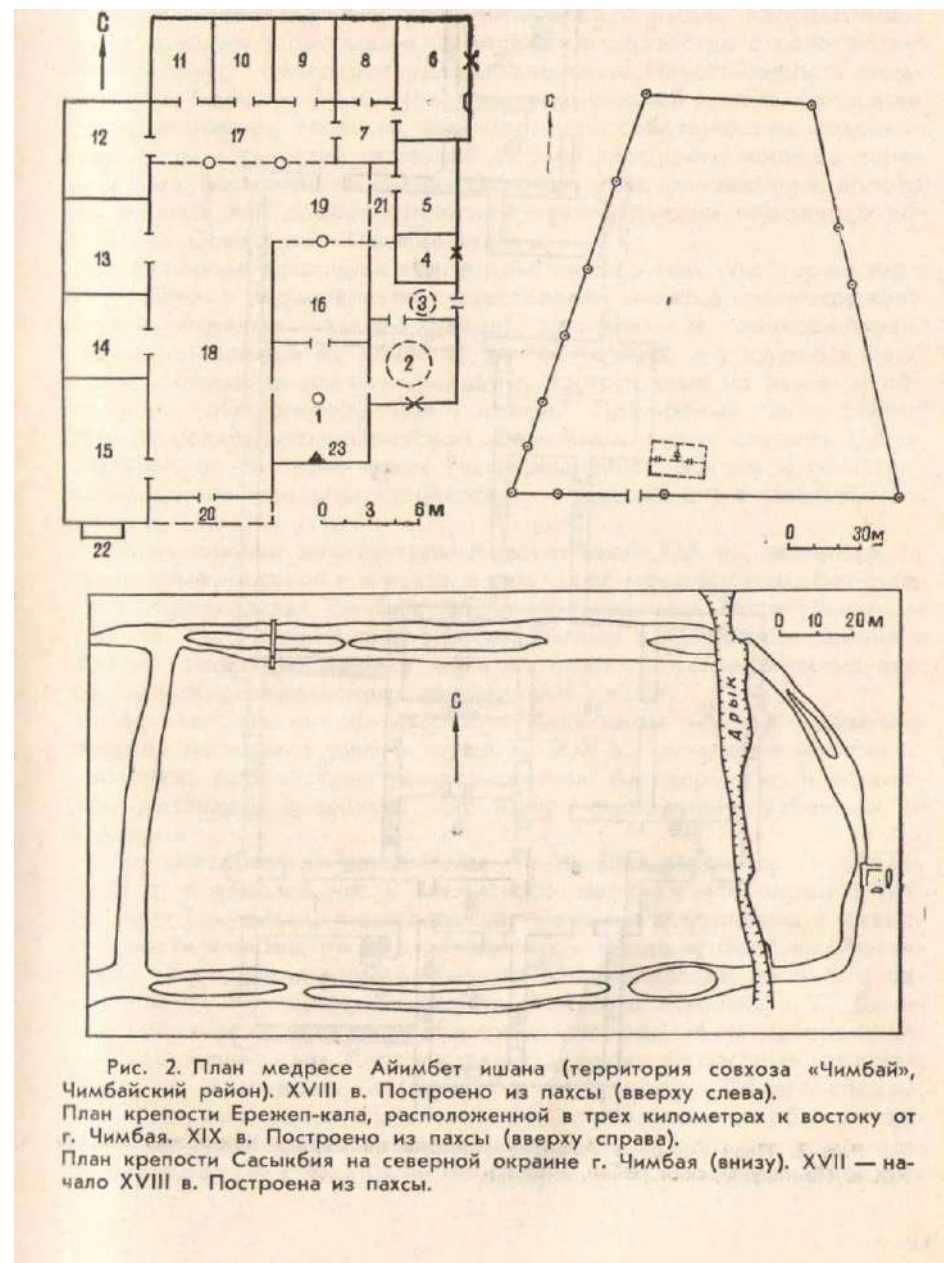 С
11 10 9 8 6
12 17 7
19 21 5
13 4
16 3
14 18 2
1
15 23
20 0 3 6 м
22
С
0 30м
0 10 20 м
Арык
С
Рис. 2. План медресе Айимбет ишана (территория совхоза «Чимбай»,
Чимбайский район). XVIII в. Построено из пахсы (вверху слева).
План крепости Ережеп-кала, расположенной в трех километрах к востоку от
г. Чимбая. XIX в. Построено из пахсы (вверху справа).
План крепости Сасыкбия на северной окраине г. Чимбая (внизу). XVII — на-
чало XVIII в. Построена из пахсы.